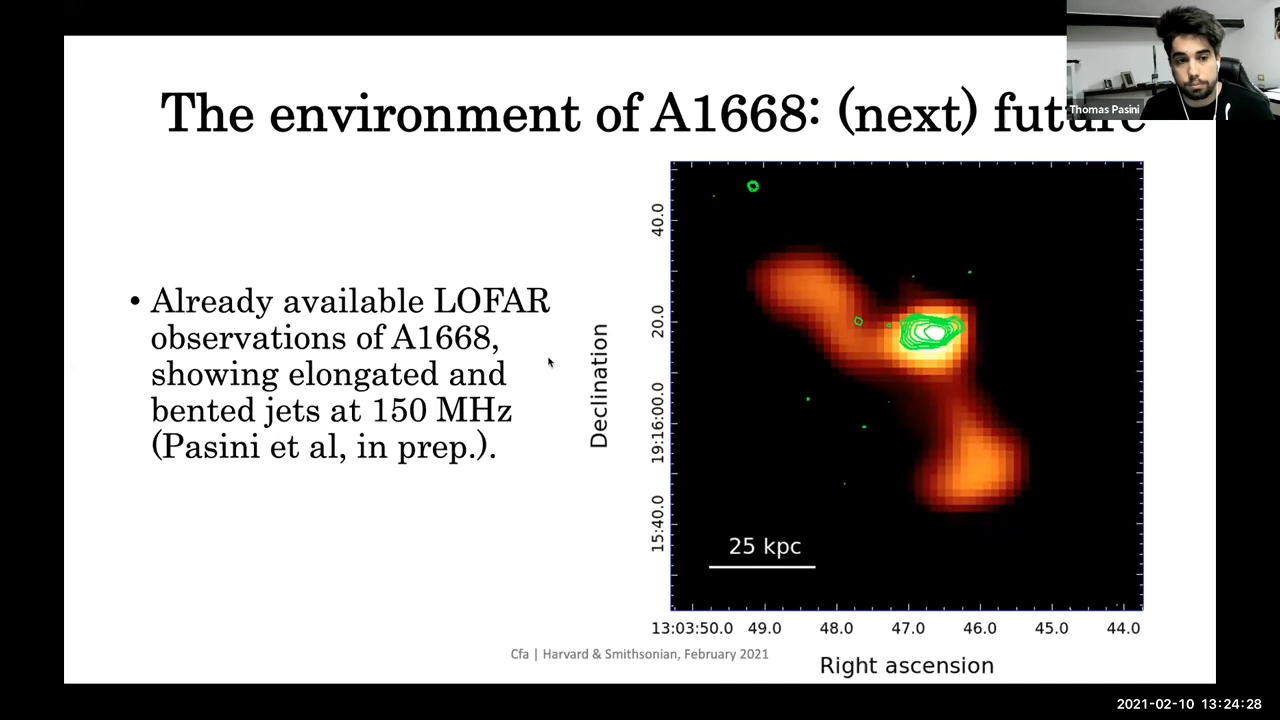 The environment of A1668: (next) future
Thomas Pasini
• Already available LOFAR
observations of A1668,
showing elongated and
bented jets at 150 MHz
(Pasini et al, in prep.).
Declination
40.0
20.0
19:16:00.0
15:40.0
25 kpc
13:03:50.0 49.0 48.0 47.0 46.0 45.0 44.0
Right ascension
Cfa | Harvard & Smithsonian, February 2021
2021-02-10 13:24:28